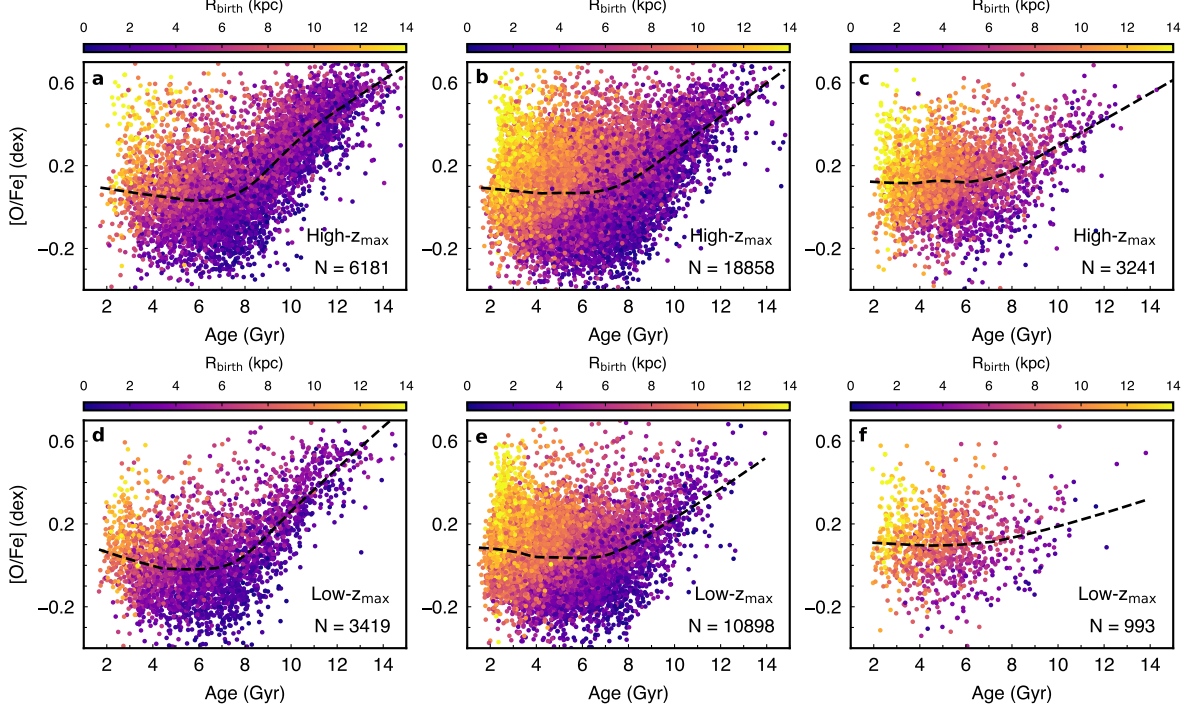 R_birth (kpc) R_birth (kpc) R_birth (kpc)
0 2 4 6 8 10 12 14 0 2 4 6 8 10 12 14 0 2 4 6 8 10 12 14
a b c
0.6 0.6 0.6
0.2 0.2 0.2
[O/Fe] (dex)
−0.2 −0.2 −0.2
High-z_max High-z_max High-z_max
N = 6181 N = 18858 N = 3241
2 4 6 8 10 12 14 2 4 6 8 10 12 14 2 4 6 8 10 12 14
Age (Gyr) Age (Gyr) Age (Gyr)
R_birth (kpc) R_birth (kpc) R_birth (kpc)
0 2 4 6 8 10 12 14 0 2 4 6 8 10 12 14 0 2 4 6 8 10 12 14
d e f
0.6 0.6 0.6
0.2 0.2 0.2
[O/Fe] (dex)
−0.2 −0.2 −0.2
Low-z_max Low-z_max Low-z_max
N = 3419 N = 10898 N = 993
2 4 6 8 10 12 14 2 4 6 8 10 12 14 2 4 6 8 10 12 14
Age (Gyr) Age (Gyr) Age (Gyr)